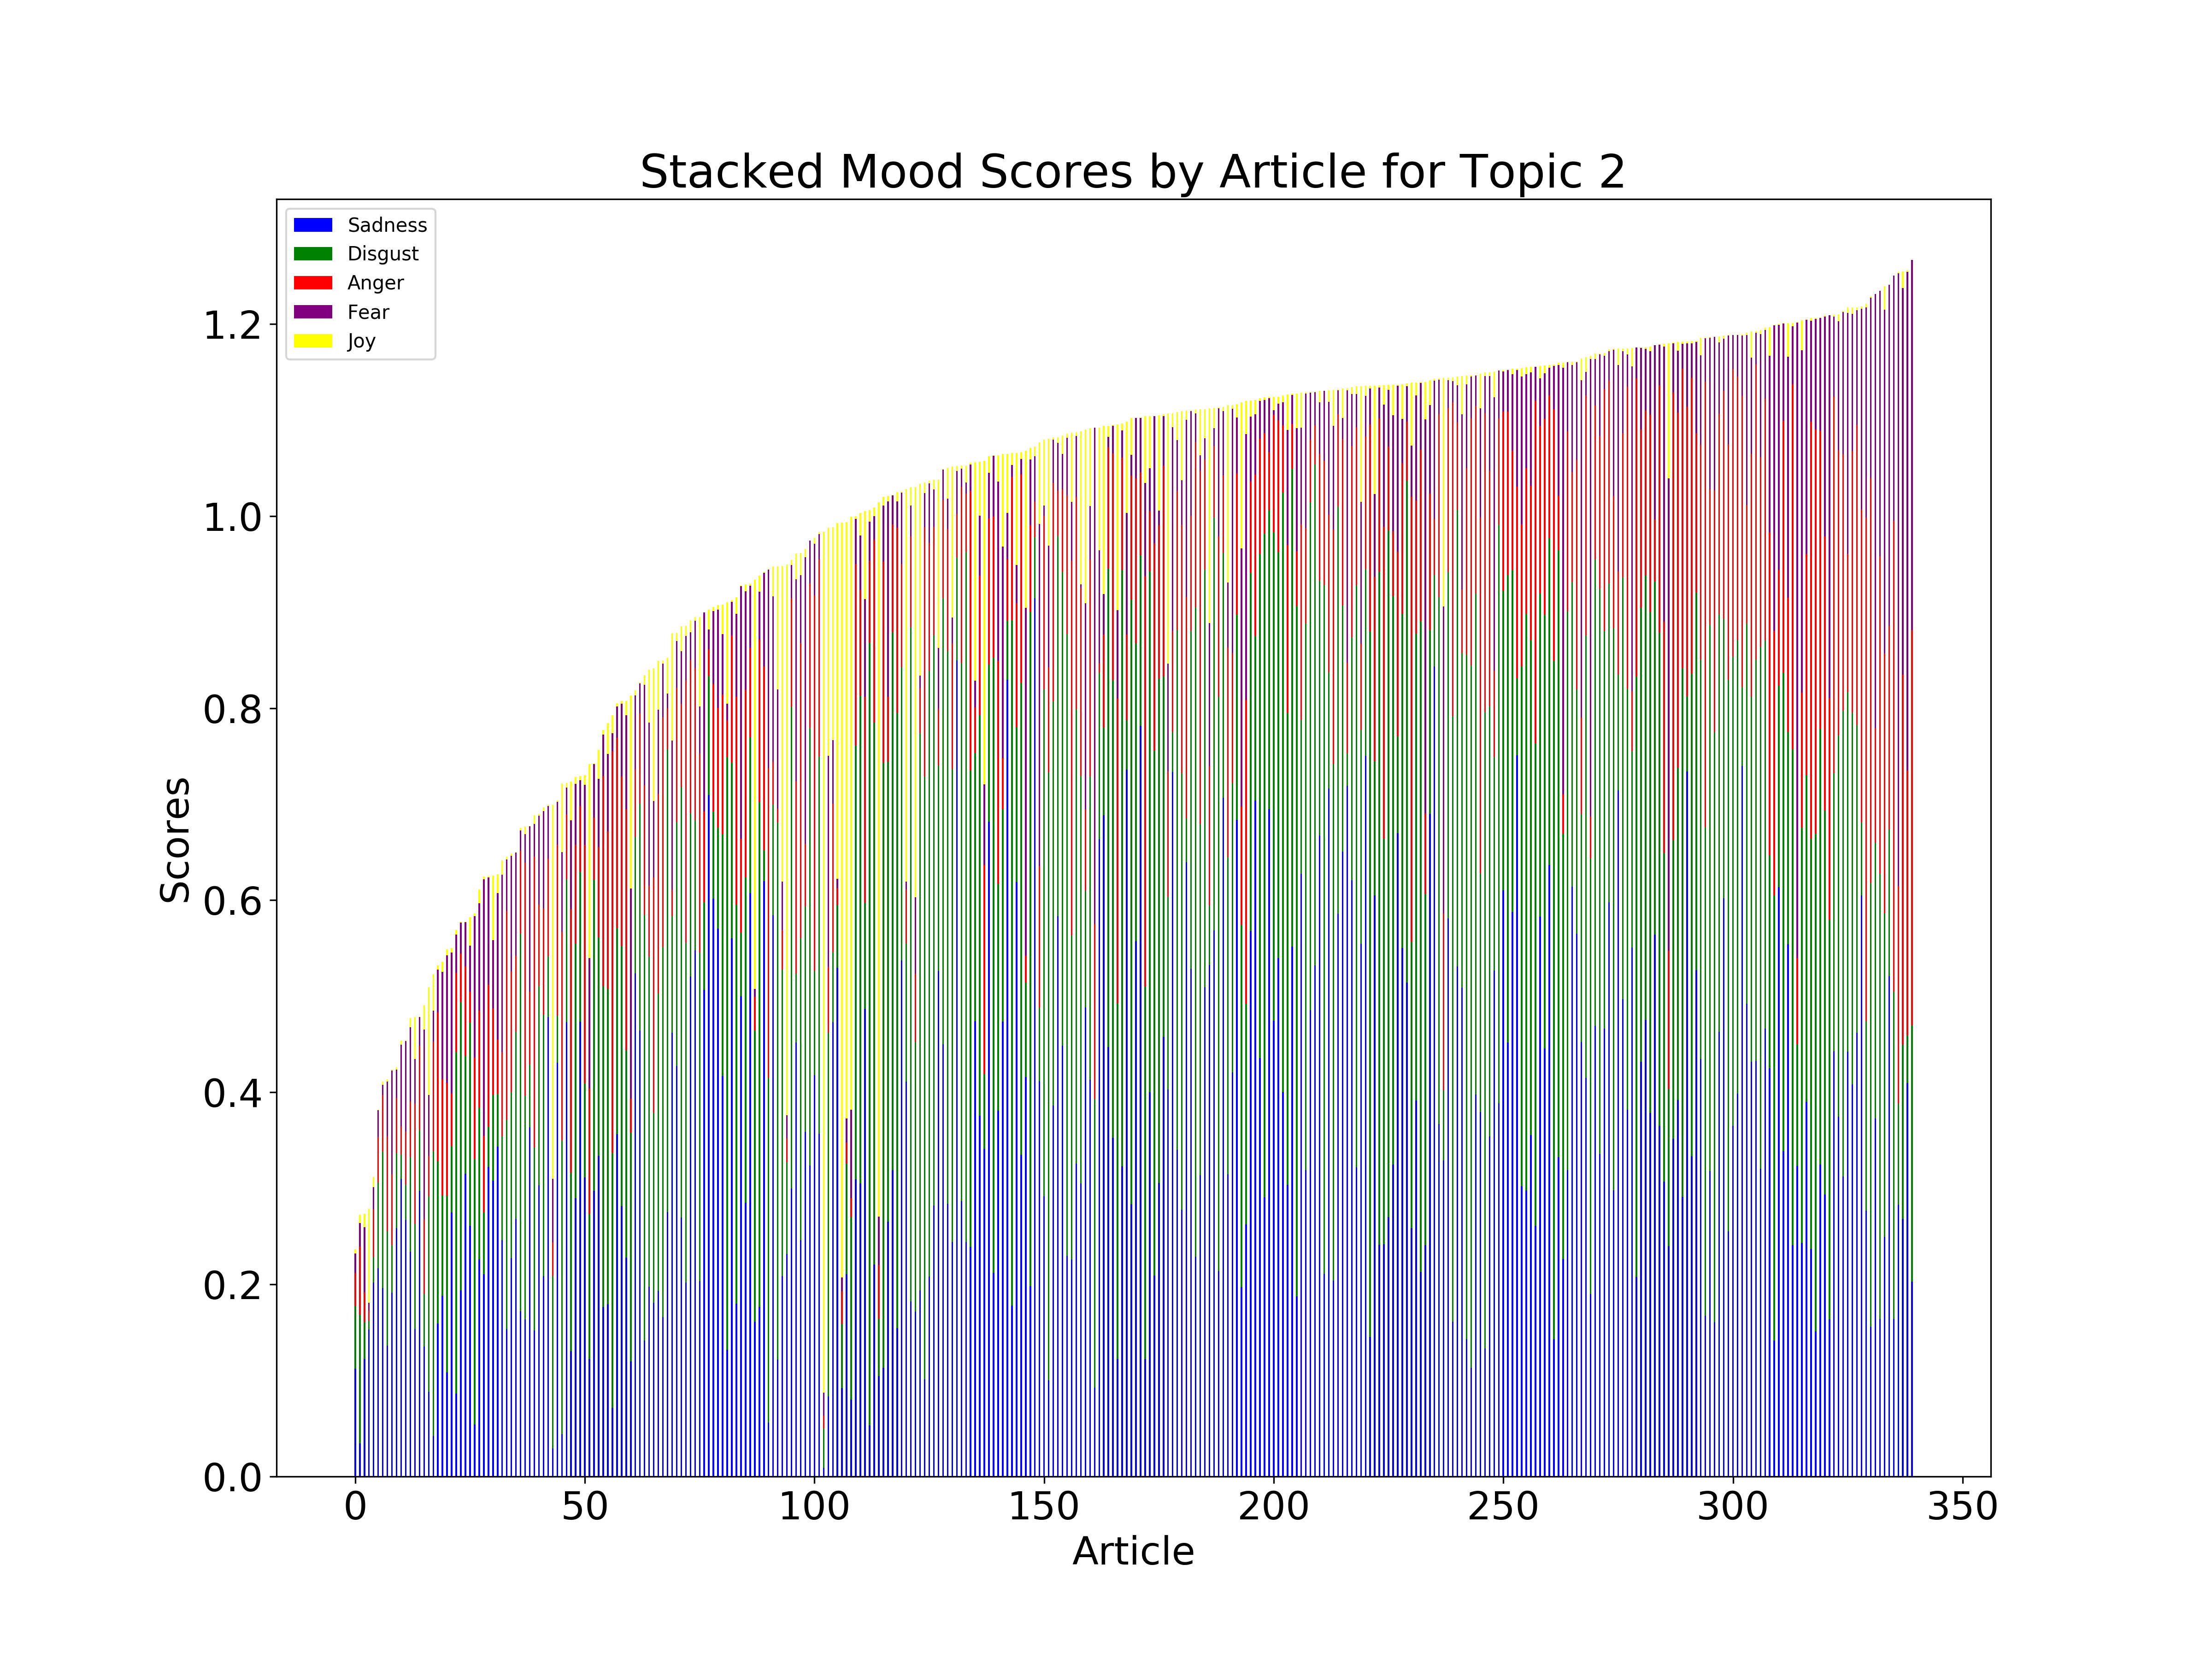 Stacked Mood Scores by Article for Topic 2
Sadness
Disgust
Anger
Fear
Joy
Scores
1.2
1.0
0.8
0.6
0.4
0.2
0.0
0 50 100 150 200 250 300 350
Article